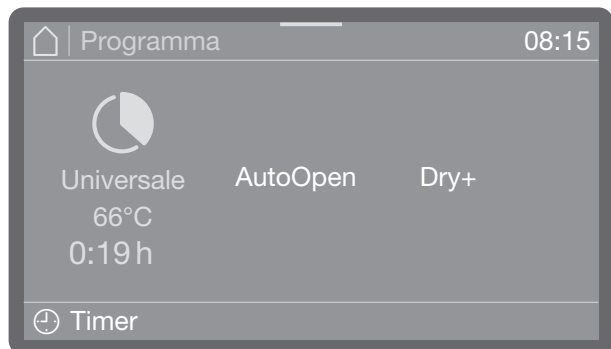 Programma 08:15
Universale AutoOpen Dry+
66°C
0:19 h
Timer